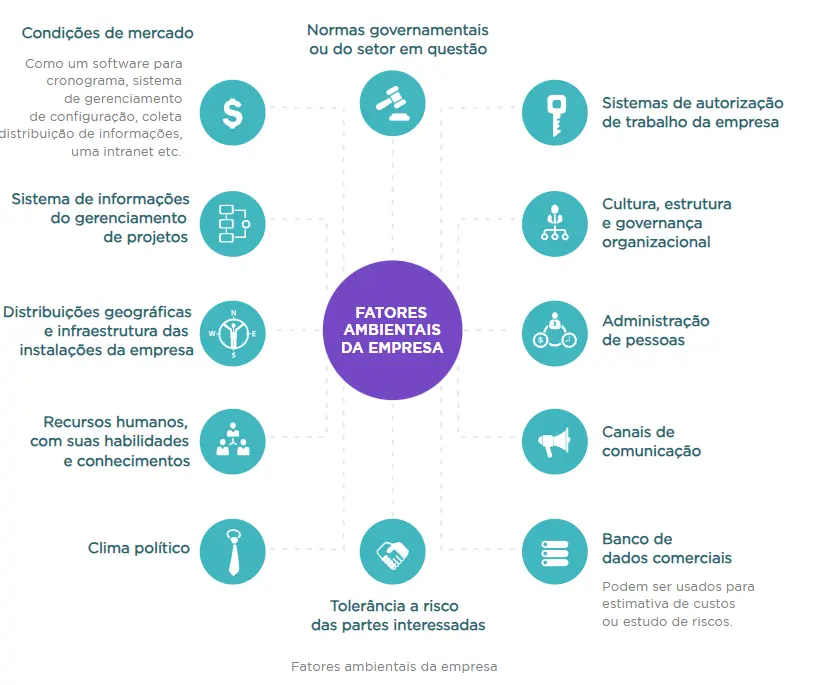 Condições de mercado
Como um software para
cronograma, sistema
de gerenciamento
de configuração, coleta
distribuição de informações,
uma intranet etc.
Normas governamentais
ou do setor em questão
Sistemas de autorização
de trabalho da empresa
Sistema de informações
do gerenciamento
de projetos
Cultura, estrutura
e governança
organizacional
Distribuições geográficas
e infraestrutura das
instalações da empresa
N
W
E
S
FATORES
AMBIENTAIS
DA EMPRESA
Administração
de pessoas
Recursos humanos,
com suas habilidades
e conhecimentos
Canais de
comunicação
Clima político
Tolerância a risco
das partes interessadas
Banco de
dados comerciais
Podem ser usados para
estimativa de custos
ou estudo de riscos.
Fatores ambientais da empresa